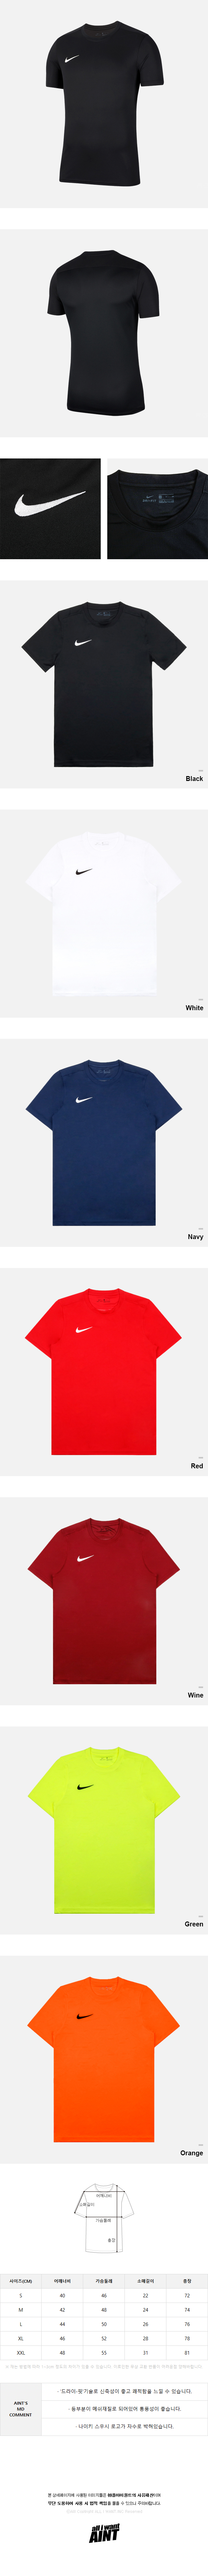 Black
White
Navy
Red
Wine
Green
Orange
어깨너비
소매길이
가슴둘레
총장
사이즈(CM) 어깨너비 가슴둘레 소매길이 총장
S 40 46 22 72
M 42 48 24 74
L 44 50 26 76
XL 46 52 28 78
XXL 48 55 31 81
AINT'S
MD
COMMENT
· 드라이-핏기술로 신축성이 좋고 쾌적함을 느낄 수 있습니다.
· 등부분이 메쉬재질로 되어있어 통풍성이 좋습니다.
· 나이키 스우시 로고가 자수로 박혀있습니다.
본 상세페이지에 사용된 이미지들은 이며
무단 도용하여 사용 시 법적 책임을 물을 수 있으니 주의바랍니다.
all I want
AINT